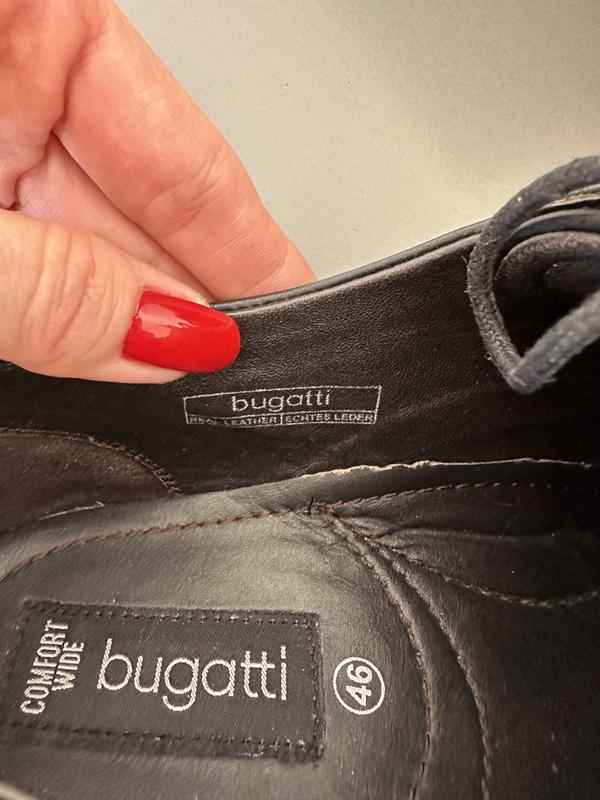 bugatti
REAL LEATHER ECHTES LEDER
COMFORT
WIDE
bugatti
46